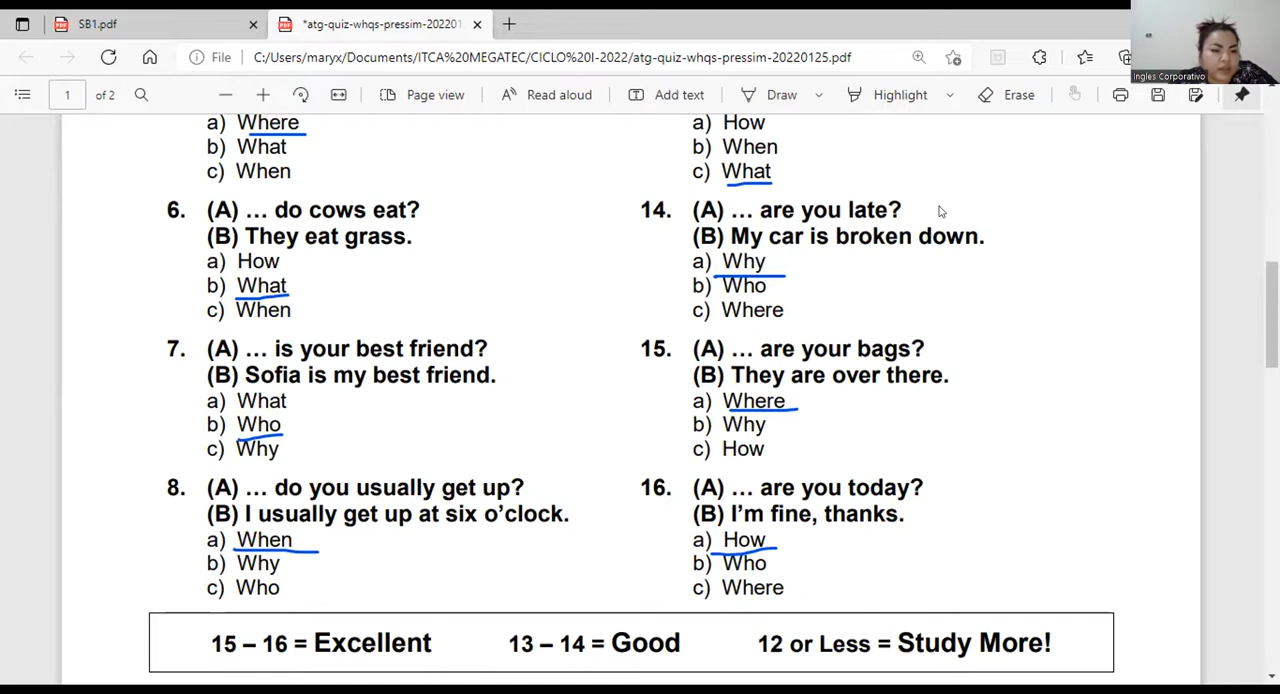 SB1.pdf
*atg-quiz-whqs-pressim-202201
File
C:/Users/maryx/Documents/ITCA%20MEGATEC/CICLO%20I-2022/atg-quiz-whqs-pressim-20220125.pdf
Ingles Corporativo
1
of 2
Page view
Read aloud
Add text
Draw
Highlight
Erase
a) Where
b) What
c) When
6. (A) … do cows eat?
(B) They eat grass.
a) How
b) What
c) When
7. (A) … is your best friend?
(B) Sofia is my best friend.
a) What
b) Who
c) Why
8. (A) … do you usually get up?
(B) I usually get up at six o’clock.
a) When
b) Why
c) Who
a) How
b) When
c) What
14. (A) … are you late?
(B) My car is broken down.
a) Why
b) Who
c) Where
15. (A) … are your bags?
(B) They are over there.
a) Where
b) Why
c) How
16. (A) … are you today?
(B) I’m fine, thanks.
a) How
b) Who
c) Where
15 – 16 = Excellent
13 – 14 = Good
12 or Less = Study More!